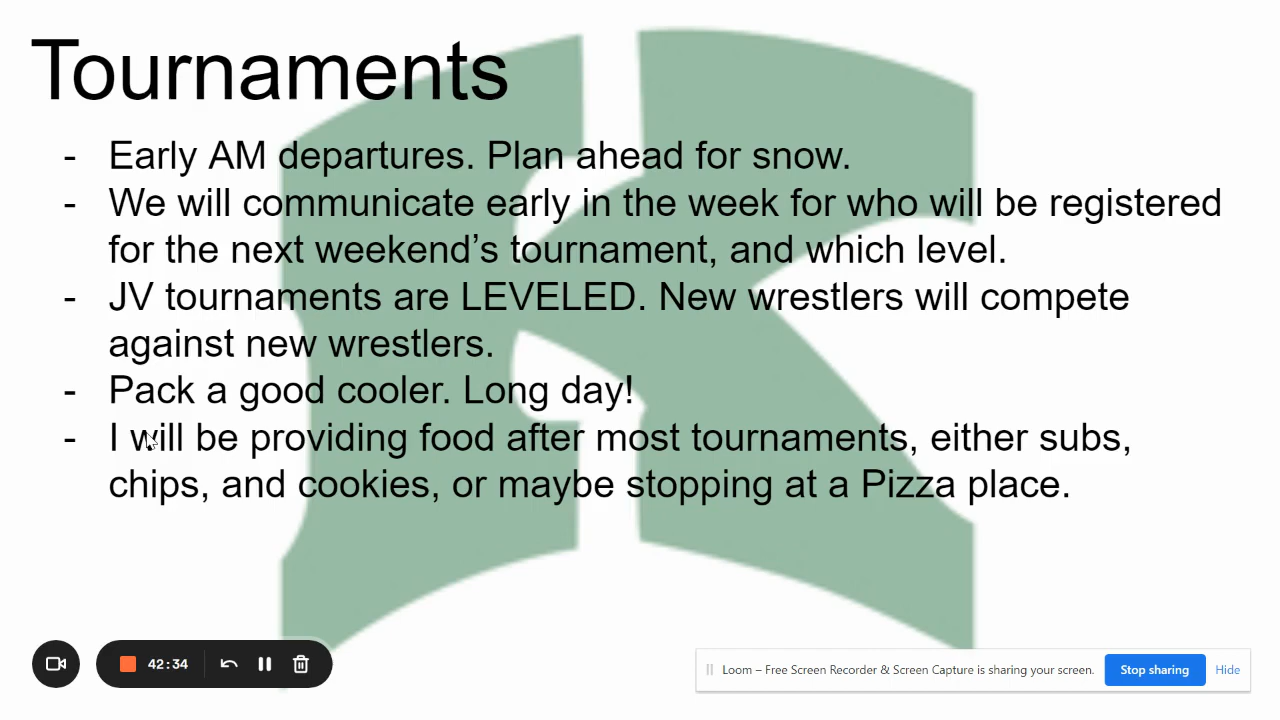 Tournaments
- Early AM departures. Plan ahead for snow.
- We will communicate early in the week for who will be registered
for the next weekend’s tournament, and which level.
- JV tournaments are LEVELED. New wrestlers will compete
against new wrestlers.
- Pack a good cooler. Long day!
- I will be providing food after most tournaments, either subs,
chips, and cookies, or maybe stopping at a Pizza place.
42:34
Loom – Free Screen Recorder & Screen Capture is sharing your screen. Stop sharing Hide